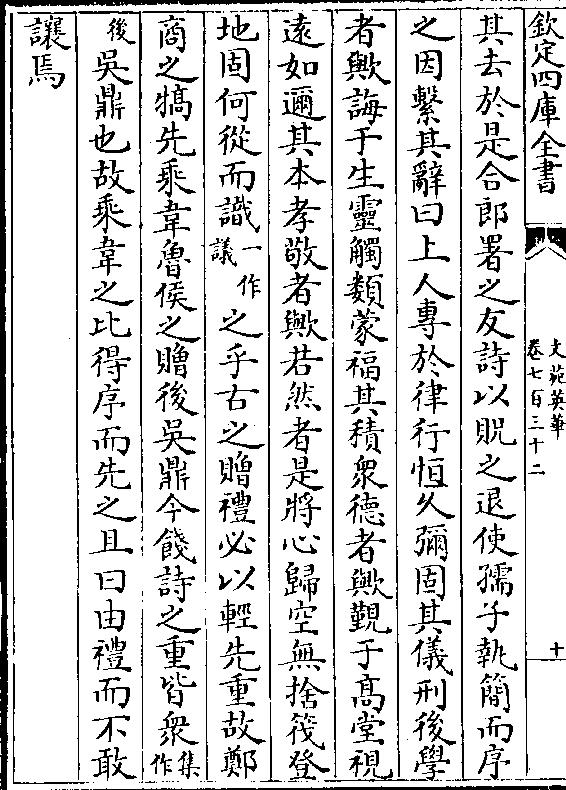 欽定四庫全書
文苑英華
卷七百三十二
十
其去於是合郎署之友詩以貺之退使孺子執簡而序
之因繫其辭曰上人專於律行恒久彌固其儀刑後學
者歟誨于生靈觸類蒙福其積衆德者歟覲于髙堂視
遠如邇其本孝敬者歟若然者是將心歸空無捨筏登
地固何從而識一作議之乎古之贈禮必以輕先重故鄭
商之犒先乘韋魯侯之贈後吳鼎今餞詩之重皆衆集作
後吳鼎也故乘韋之比得序而先之且曰由禮而不敢
讓焉